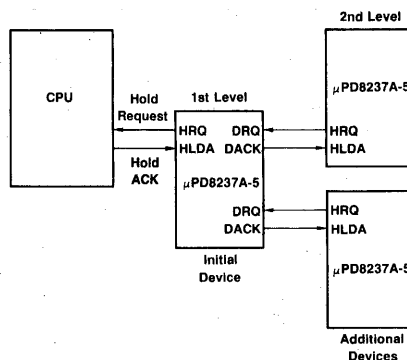 2nd Level
CPU
μPD8237A-5
Hold
Request
1st Level
HRQ DRQ
HRQ
HLDA DACK
HLDA
Hold
ACK
μPD8237A-5
DRQ
HRQ
DACK
HLDA
Initial
Device
μPD8237A-5
Additional
Devices